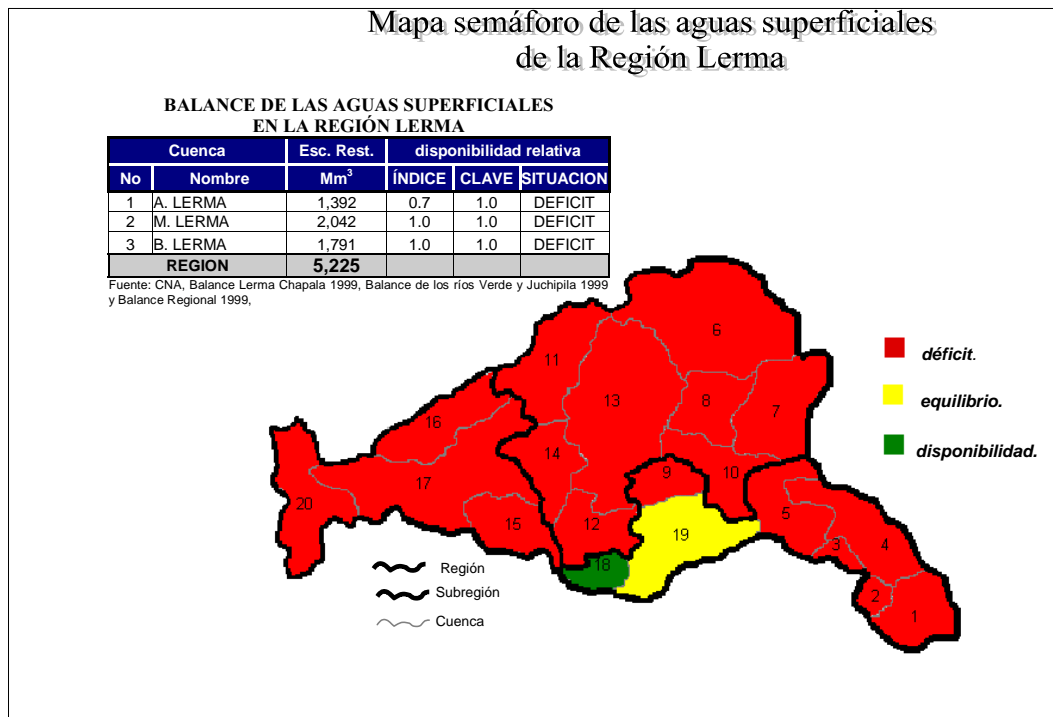 Mapa semáforo de las aguas superficiales
de la Región Lerma
BALANCE DE LAS AGUAS SUPERFICIALES
EN LA REGIÓN LERMA
Cuenca Esc. Rest. disponibilidad relativa
No Nombre Mm³ ÍNDICE CLAVE SITUACION
1 A. LERMA 1,392 0.7 1.0 DEFICIT
2 M. LERMA 2,042 1.0 1.0 DEFICIT
3 B. LERMA 1,791 1.0 1.0 DEFICIT
REGION 5,225
Fuente: CNA, Balance Lerma Chapala 1999, Balance de los ríos Verde y Juchipila 1999
y Balance Regional 1999,
6
11
déficit.
13
8
7
equilibrio.
16
14
disponibilidad.
17
9
10
20
15
12
5
19
3
4
18
Región
Subregión
2
1
Cuenca